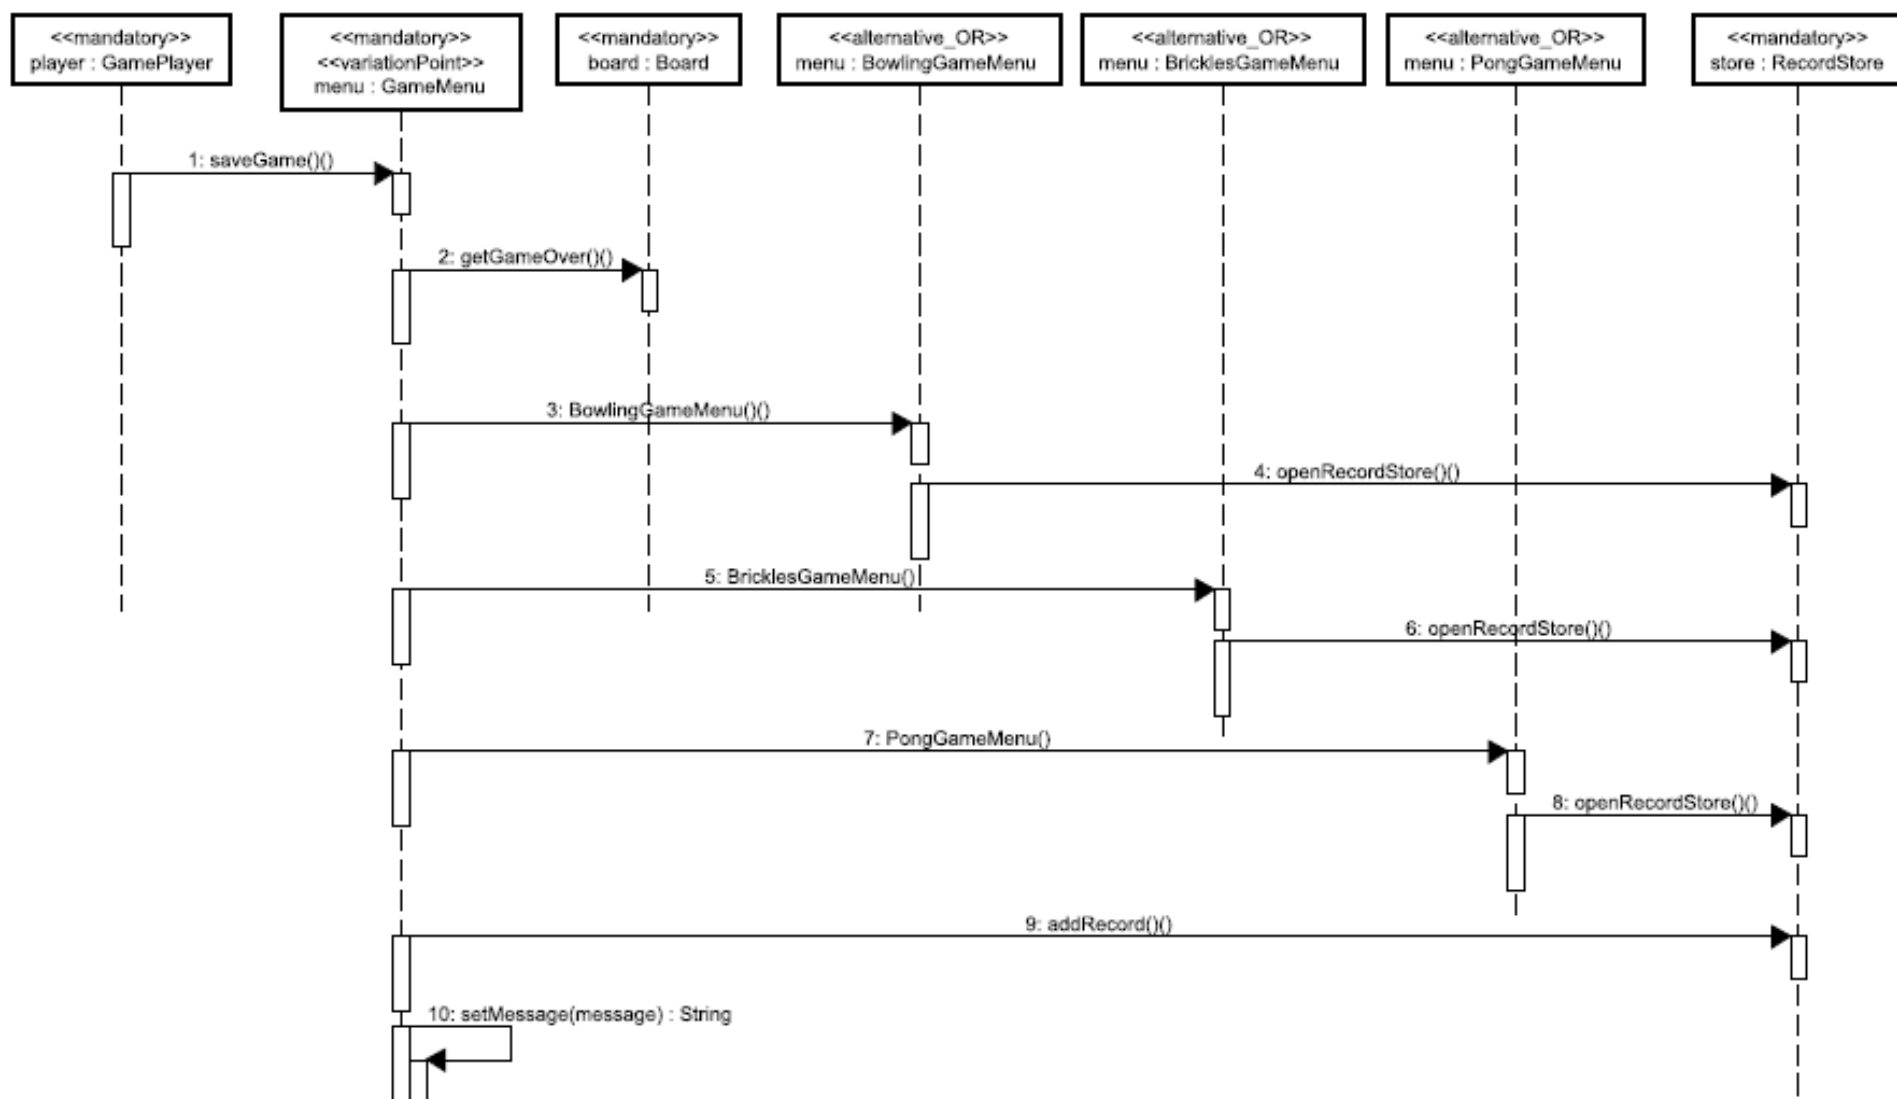 <<mandatory>>
player : GamePlayer
<<mandatory>>
<<variationPoint>>
menu : GameMenu
<<mandatory>>
board : Board
<<alternative_OR>>
menu : BowlingGameMenu
<<alternative_OR>>
menu : BricklesGameMenu
<<alternative_OR>>
menu : PongGameMenu
<<mandatory>>
store : RecordStore
1: saveGame()()
2: getGameOver()()
3: BowlingGameMenu()()
4: openRecordStore()()
5: BricklesGameMenu()
6: openRecordStore()()
7: PongGameMenu()
8: openRecordStore()()
9: addRecord()()
10: setMessage(message) : String